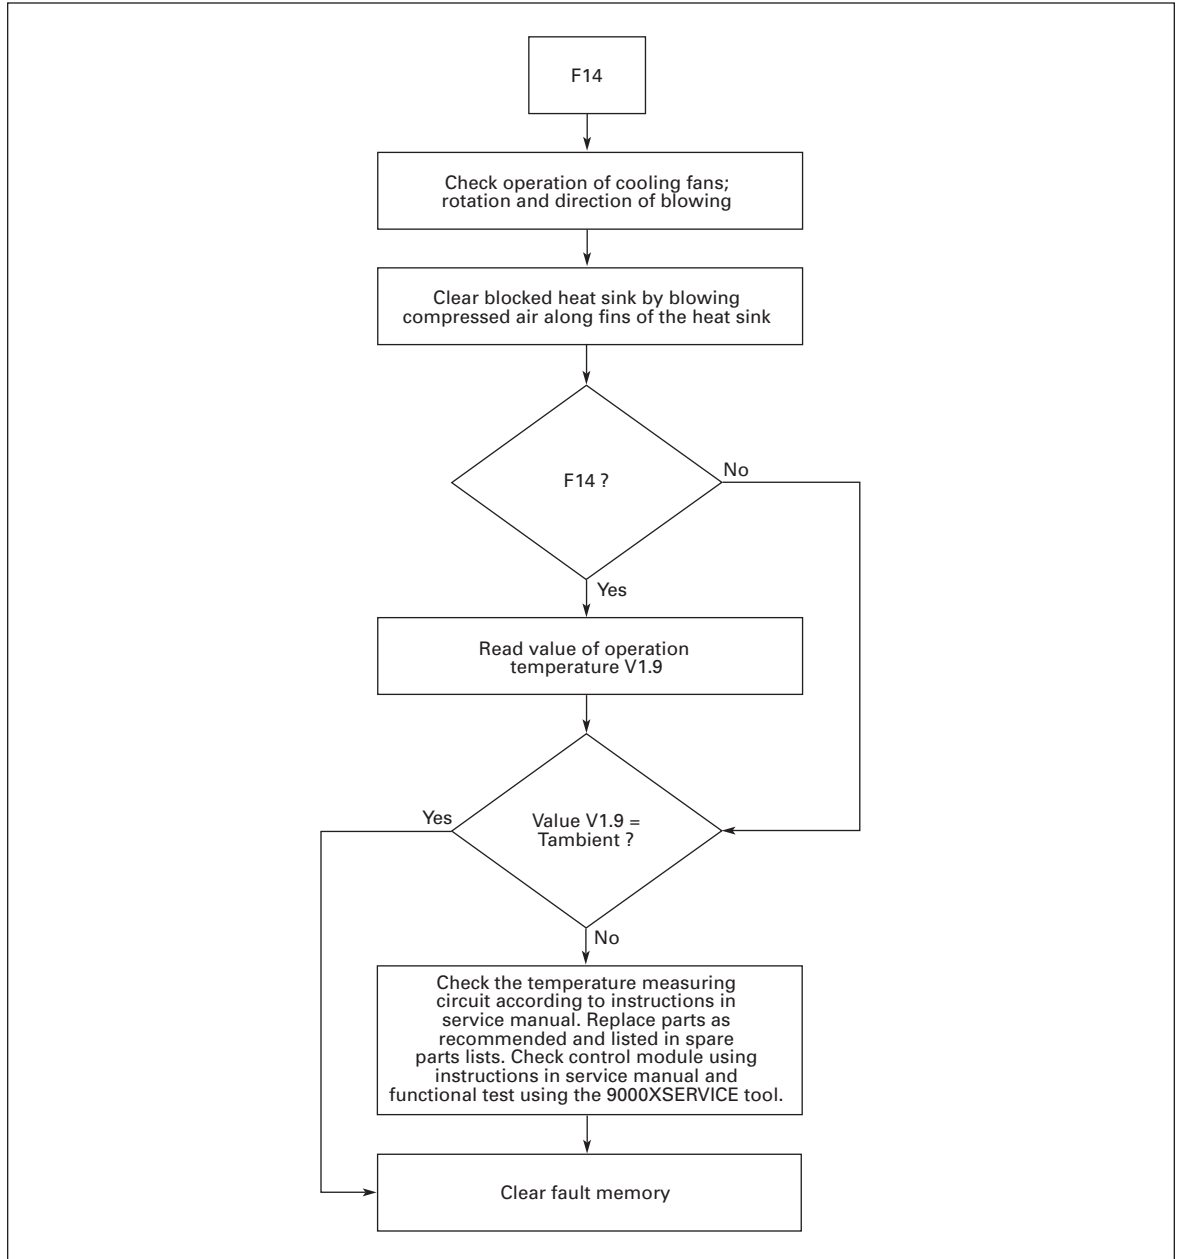 F14
Check operation of cooling fans;
rotation and direction of blowing
Clear blocked heat sink by blowing
compressed air along fins of the heat sink
F14 ?
No
Yes
Read value of operation
temperature V1.9
Yes
Value V1.9 =
Tambient ?
No
Check the temperature measuring
circuit according to instructions in
service manual. Replace parts as
recommended and listed in spare
parts lists. Check control module using
instructions in service manual and
functional test using the 9000XSERVICE tool.
Clear fault memory